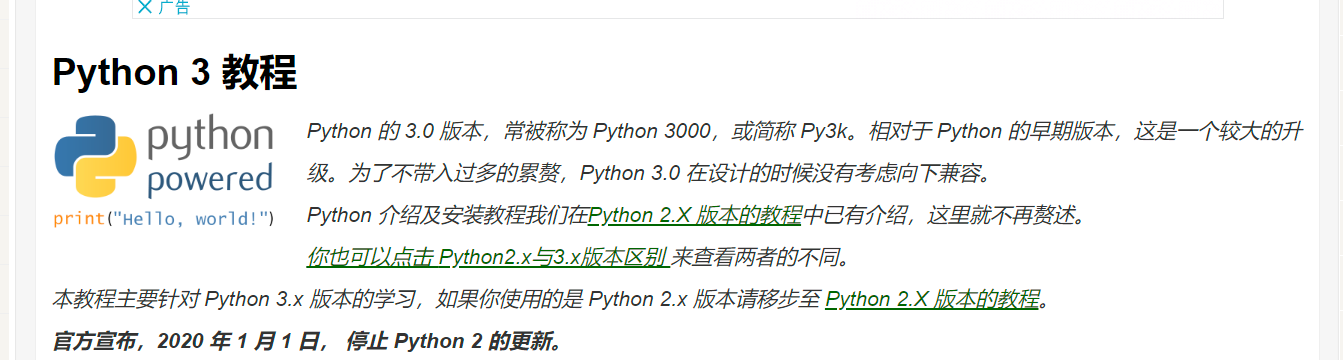 广告
Python 3 教程
python
powered
print("Hello, world!")
Python 的 3.0 版本，常被称为 Python 3000，或简称 Py3k。相对于 Python 的早期版本，这是一个较大的升
级。为了不带入过多的累赘，Python 3.0 在设计的时候没有考虑向下兼容。
Python 介绍及安装教程我们在Python 2.X 版本的教程中已有介绍，这里就不再赘述。
你也可以点击 Python2.x与3.x版本区别 来查看两者的不同。
本教程主要针对 Python 3.x 版本的学习，如果你使用的是 Python 2.x 版本请移步至 Python 2.X 版本的教程。
官方宣布，2020 年 1 月 1 日， 停止 Python 2 的更新。